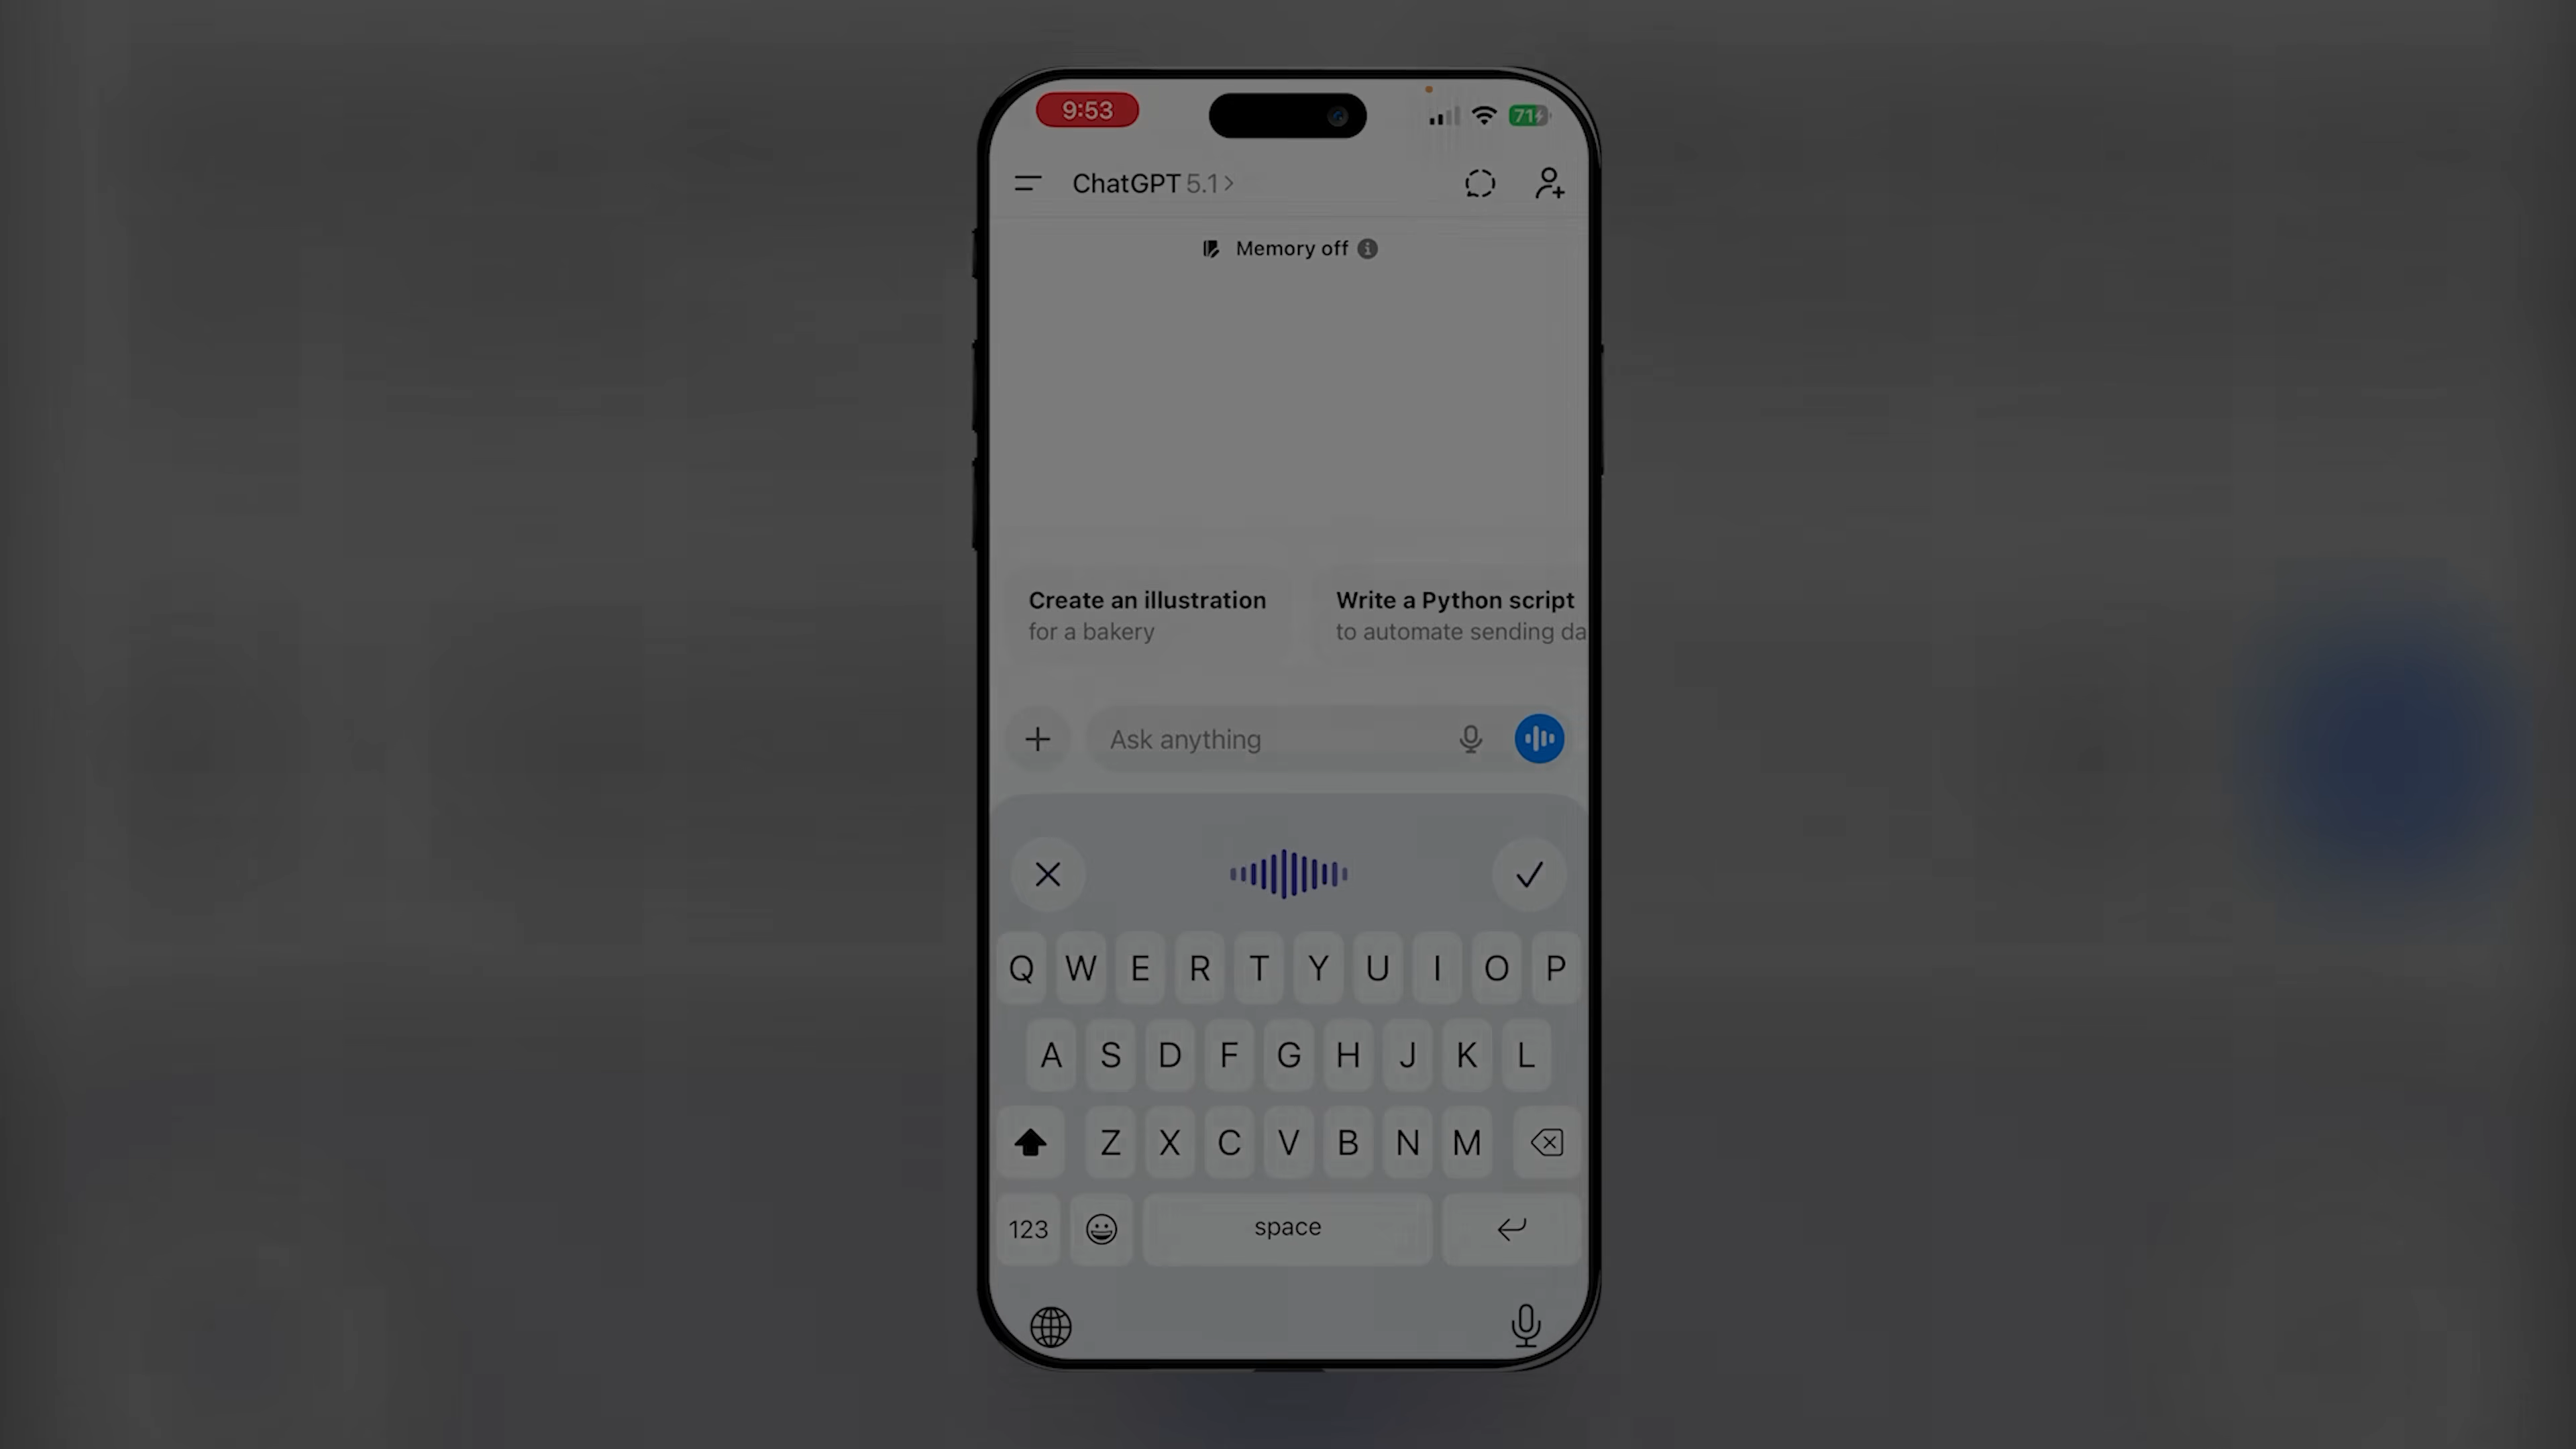 9:53
71
ChatGPT 5.1
Memory off
Create an illustration
for a bakery
Write a Python script
to automate sending da
Ask anything
Q W E R T Y U I O P
A S D F G H J K L
Z X C V B N M
123
space